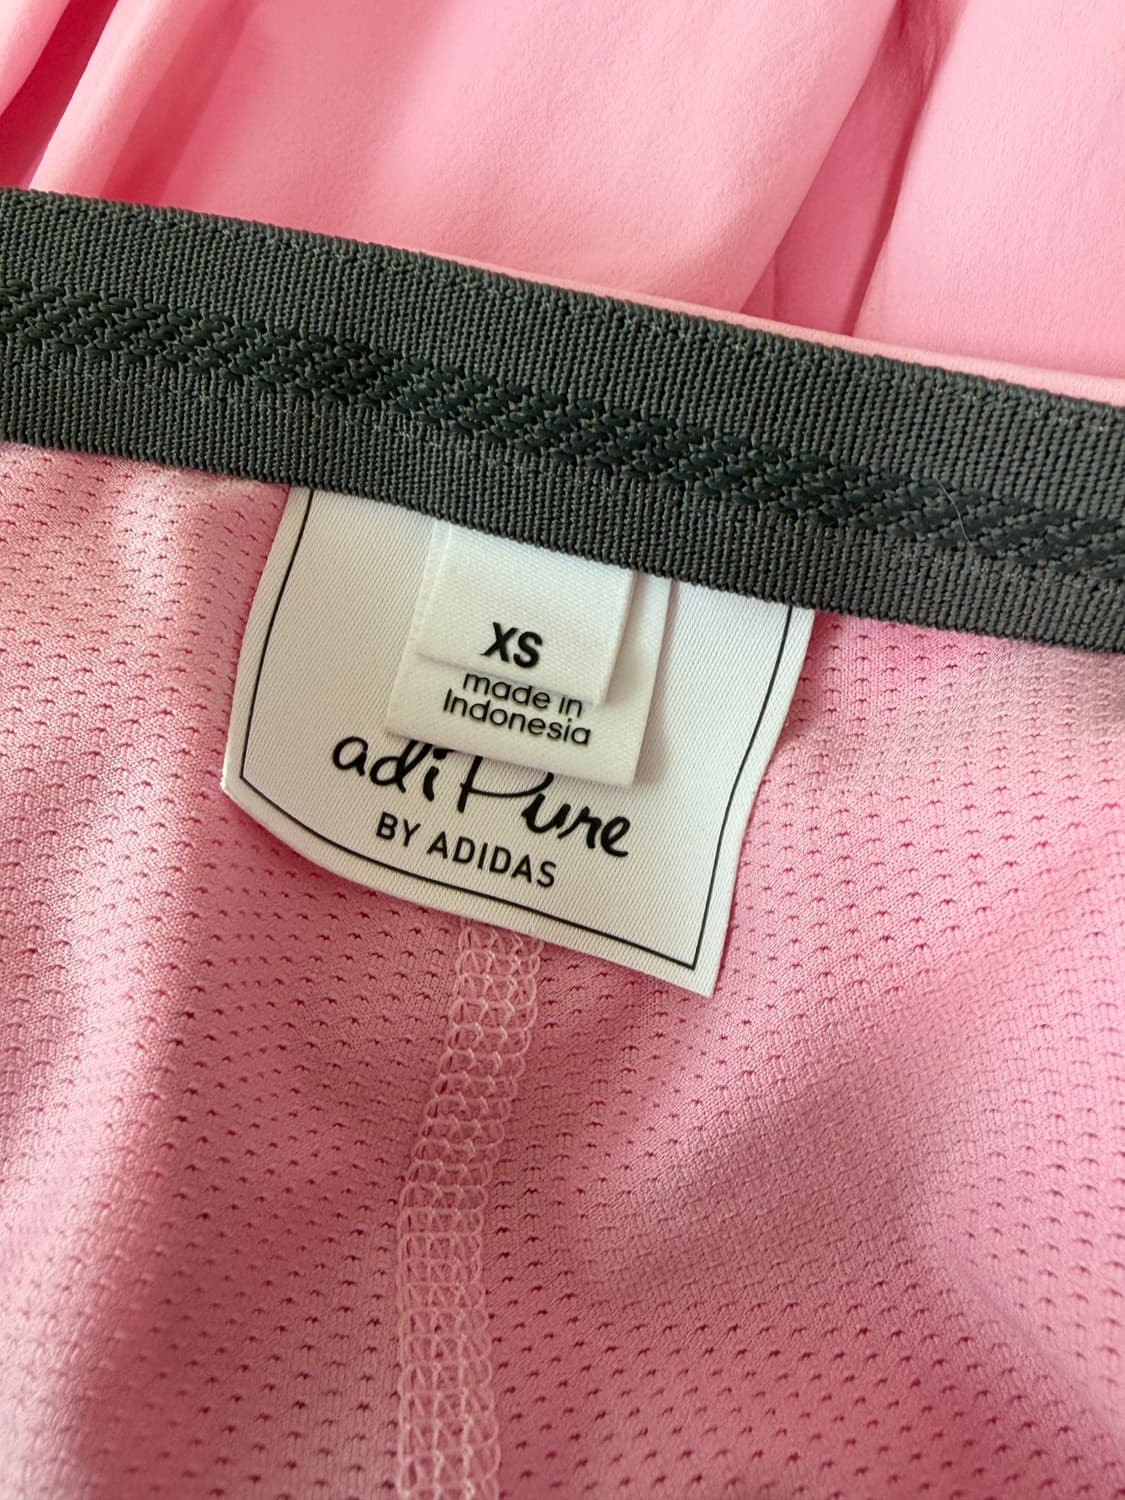 XS
made in
Indonesia
adiPure
BY ADIDAS